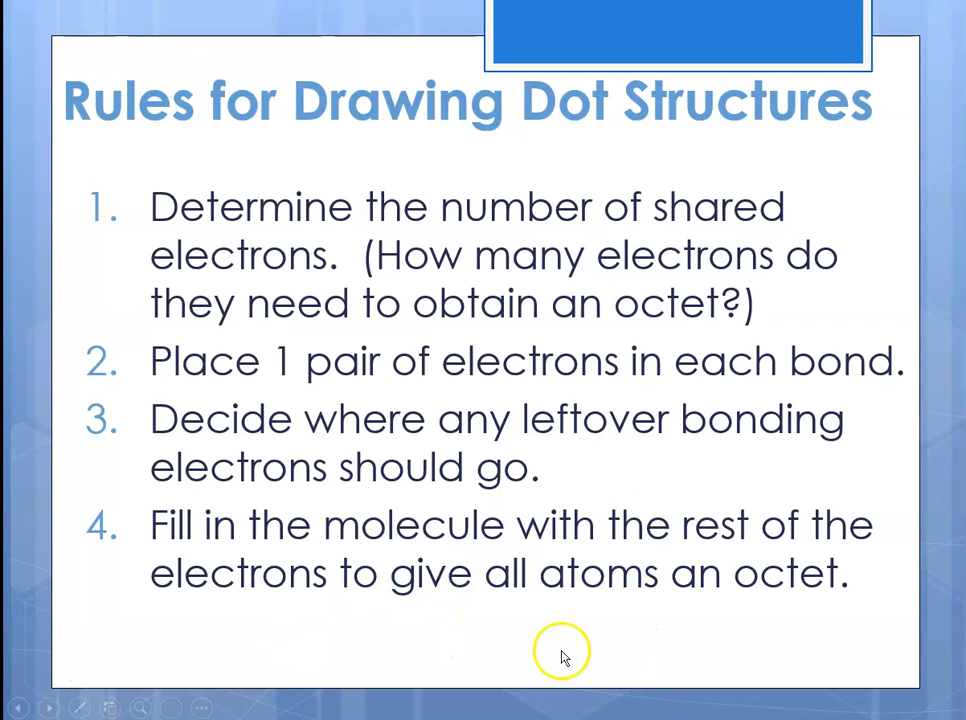 Rules for Drawing Dot Structures
1. Determine the number of shared
electrons.  (How many electrons do
they need to obtain an octet?)
2. Place 1 pair of electrons in each bond.
3. Decide where any leftover bonding
electrons should go.
4. Fill in the molecule with the rest of the
electrons to give all atoms an octet.